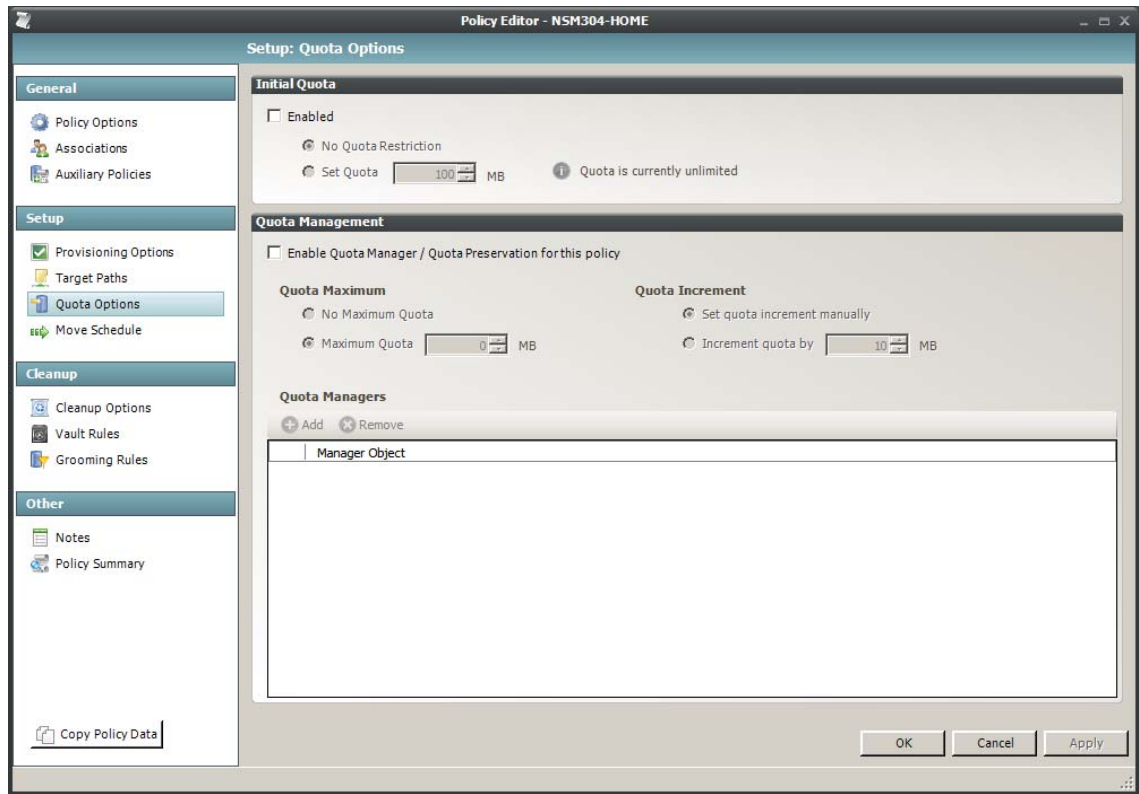 Policy Editor - NSM304-HOME
Setup: Quota Options
General
Policy Options
Associations
Auxiliary Policies
Setup
Provisioning Options
Target Paths
Quota Options
Move Schedule
Cleanup
Cleanup Options
Vault Rules
Grooming Rules
Other
Notes
Policy Summary
Copy Policy Data
Initial Quota
Enabled
No Quota Restriction
Set Quota 100 MB Quota is currently unlimited
Quota Management
Enable Quota Manager / Quota Preservation for this policy
Quota Maximum Quota Increment
No Maximum Quota Set quota increment manually
Maximum Quota 0 MB Increment quota by 10 MB
Quota Managers
Add Remove
Manager Object
OK Cancel Apply